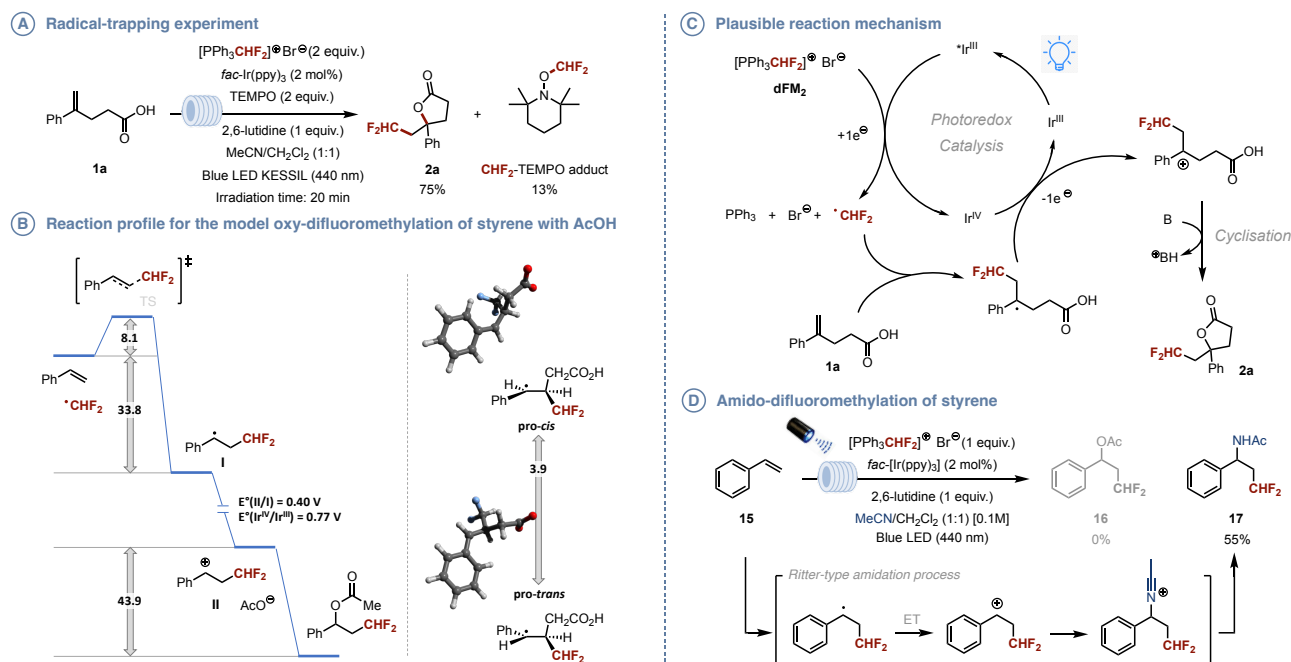 A Radical-trapping experiment
[PPh₃CHF₂]⊕Br⊖(2 equiv.)
fac-Ir(ppy)₃ (2 mol%)
TEMPO (2 equiv.)
2,6-lutidine (1 equiv.)
MeCN/CH₂Cl₂ (1:1)
Blue LED KESSIL (440 nm)
Irradiation time: 20 min
Ph
OH
O
1a
O
O
F₂HC
Ph
2a
75%
+
CHF₂
O
N
CHF₂-TEMPO adduct
13%
B Reaction profile for the model oxy-difluoromethylation of styrene with AcOH
Ph
CHF₂
‡
TS
8.1
Ph
•CHF₂
33.8
Ph
•
CHF₂
I
E°(II/I) = 0.40 V
E°(Irᴵⱽ/Irᴵᴵᴵ) = 0.77 V
⊕
Ph
CHF₂
II
AcO⊖
43.9
O
Me
O
Ph
CHF₂
CH₂CO₂H
H
•
H
Ph
CHF₂
pro-cis
3.9
pro-trans
CH₂CO₂H
Ph
•
H
H
CHF₂
C Plausible reaction mechanism
[PPh₃CHF₂]⊕ Br⊖
dFM₂
*Irᴵᴵᴵ
+1e⊖
Photoredox
Catalysis
Irᴵᴵᴵ
Irᴵⱽ
-1e⊖
PPh₃ + Br⊖ + •CHF₂
F₂HC
Ph
⊕
OH
O
B
⊕BH
Cyclisation
F₂HC
Ph
•
OH
O
Ph
OH
O
1a
O
O
F₂HC
Ph
2a
D Amido-difluoromethylation of styrene
[PPh₃CHF₂]⊕ Br⊖ (1 equiv.)
fac-[Ir(ppy)₃] (2 mol%)
2,6-lutidine (1 equiv.)
MeCN/CH₂Cl₂ (1:1) [0.1M]
Blue LED (440 nm)
15
OAc
CHF₂
16
0%
NHAc
CHF₂
17
55%
Ritter-type amidation process
•
CHF₂
ET
⊕
CHF₂
N⊕
CHF₂